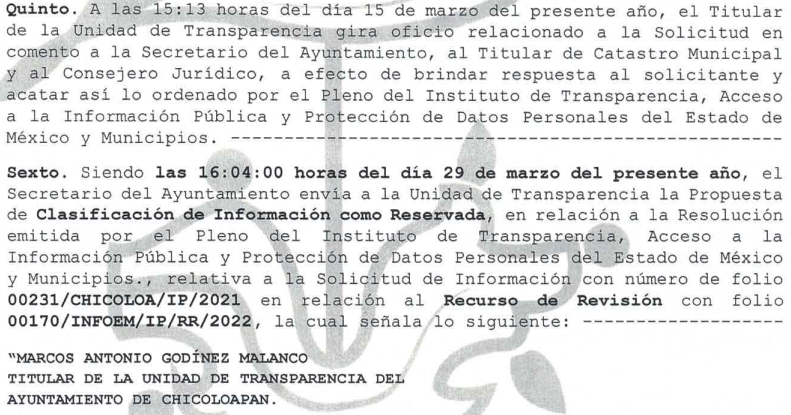 Quinto. A las 15:13 horas del día 15 de marzo del presente año, el Titular
de la Unidad de Transparencia gira oficio relacionado a la Solicitud en
comento a la Secretario del Ayuntamiento, al Titular de Catastro Municipal
y al Consejero Jurídico, a efecto de brindar respuesta al solicitante y
acatar así lo ordenado por el Pleno del Instituto de Transparencia, Acceso
a la Información Pública y Protección de Datos Personales del Estado de
México y Municipios. ---------------------------------------------------
Sexto. Siendo las 16:04:00 horas del día 29 de marzo del presente año, el
Secretario del Ayuntamiento envía a la Unidad de Transparencia la Propuesta
de Clasificación de Información como Reservada, en relación a la Resolución
emitida por el Pleno del Instituto de Transparencia, Acceso a la
Información Pública y Protección de Datos Personales del Estado de México
y Municipios., relativa a la Solicitud de Información con número de folio
00231/CHICOLOA/IP/2021 en relación al Recurso de Revisión con folio
00170/INFOEM/IP/RR/2022, la cual señala lo siguiente: -------------------
"MARCOS ANTONIO GODÍNEZ MALANCO
TITULAR DE LA UNIDAD DE TRANSPARENCIA DEL
AYUNTAMIENTO DE CHICOLOAPAN.